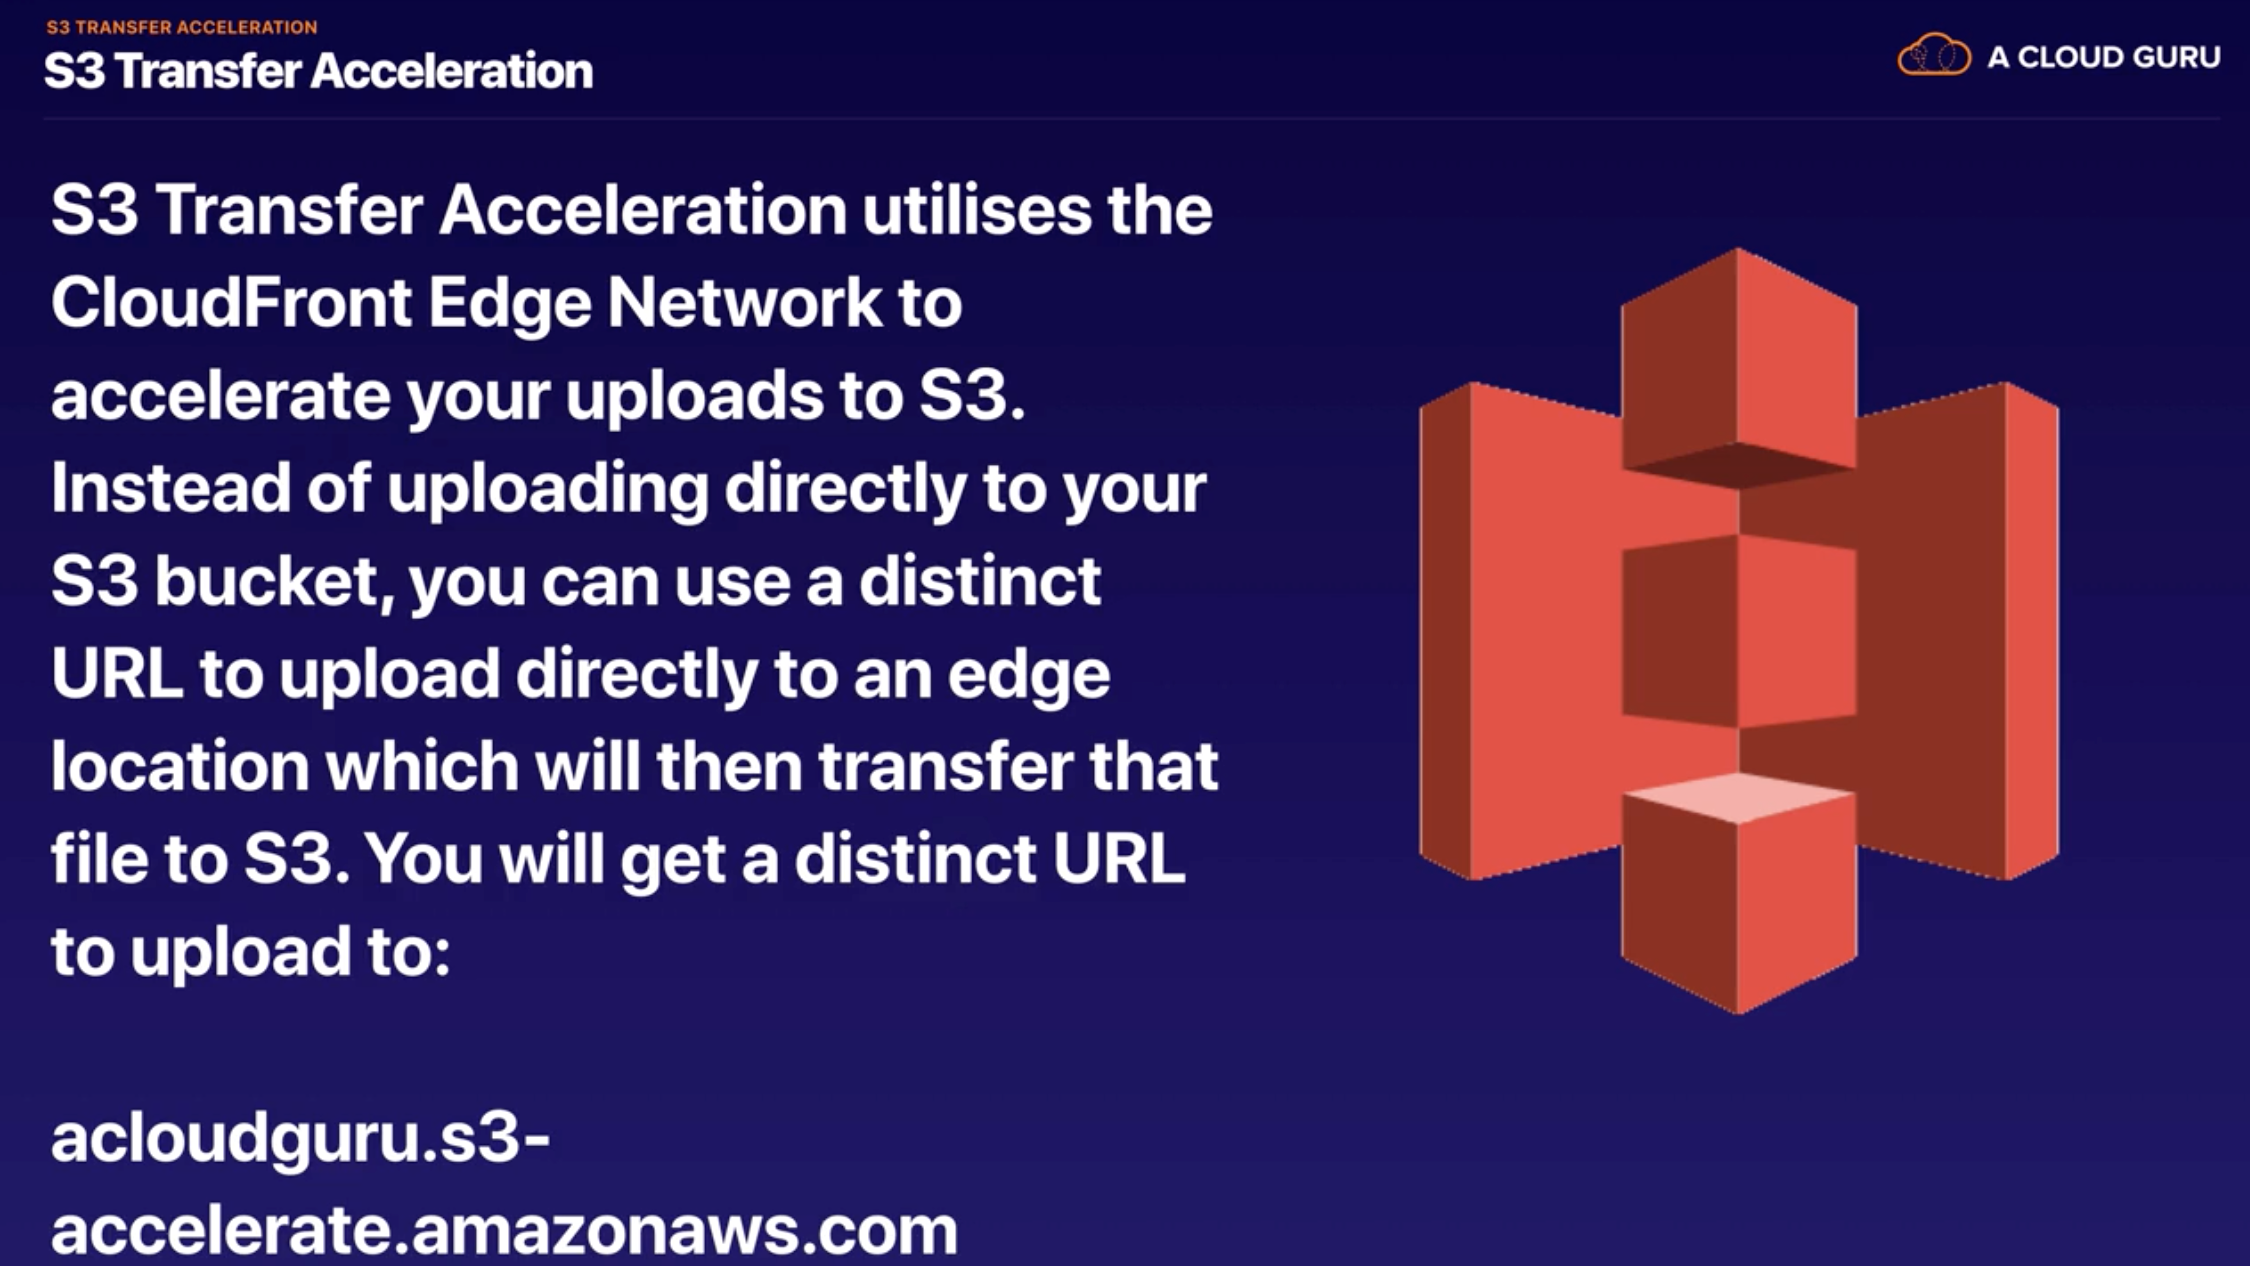 S3 TRANSFER ACCELERATION
S3 Transfer Acceleration
A CLOUD GURU
S3 Transfer Acceleration utilises the
CloudFront Edge Network to
accelerate your uploads to S3.
Instead of uploading directly to your
S3 bucket, you can use a distinct
URL to upload directly to an edge
location which will then transfer that
file to S3. You will get a distinct URL
to upload to:
acloudguru.s3-
accelerate.amazonaws.com